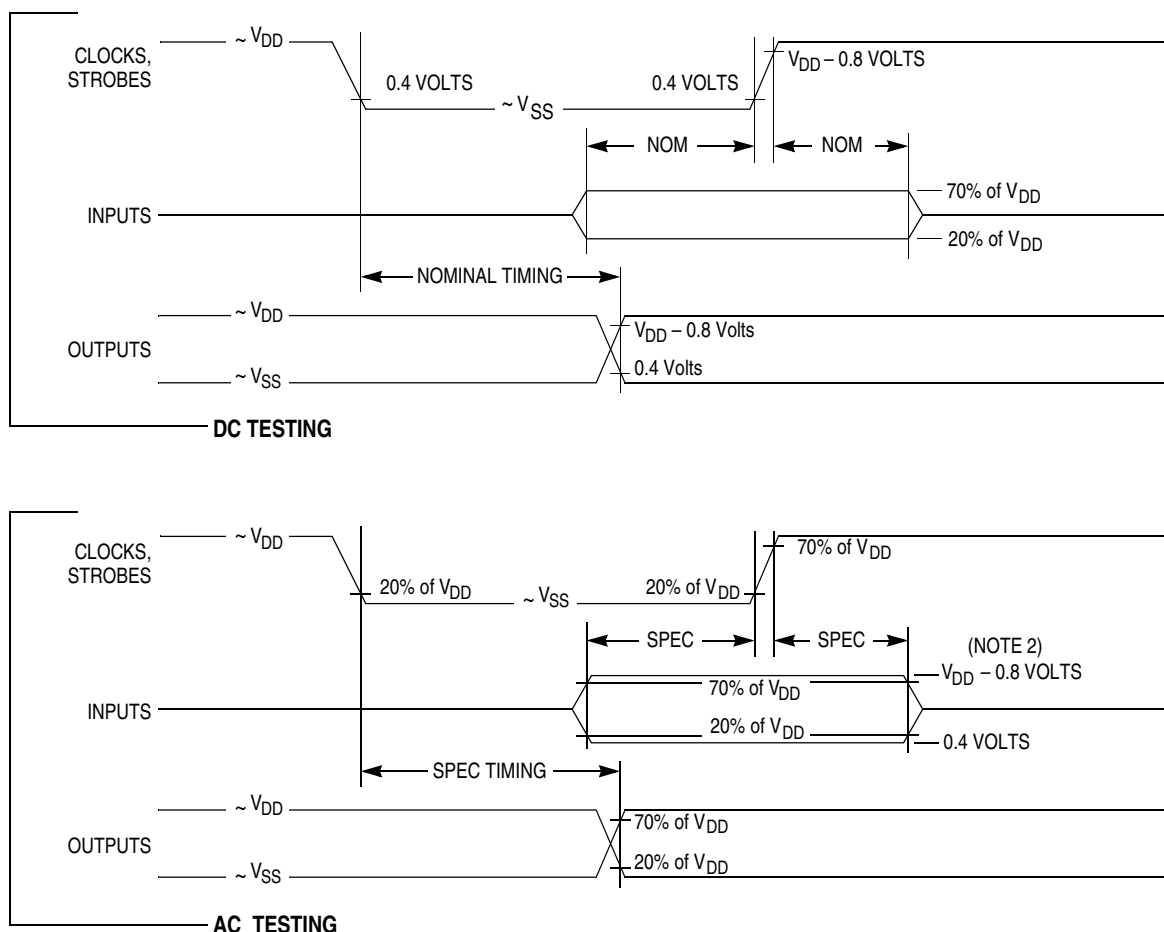 ~ VDD
CLOCKS,
STROBES
0.4 VOLTS
~ VSS
0.4 VOLTS
VDD – 0.8 VOLTS
NOM
NOM
INPUTS
70% of VDD
20% of VDD
NOMINAL TIMING
OUTPUTS
~ VDD
~ VSS
VDD – 0.8 Volts
0.4 Volts
DC TESTING
~ VDD
CLOCKS,
STROBES
20% of VDD
~ VSS
20% of VDD
70% of VDD
SPEC
SPEC
(NOTE 2)
VDD – 0.8 VOLTS
INPUTS
70% of VDD
20% of VDD
0.4 VOLTS
SPEC TIMING
OUTPUTS
~ VDD
~ VSS
70% of VDD
20% of VDD
AC TESTING